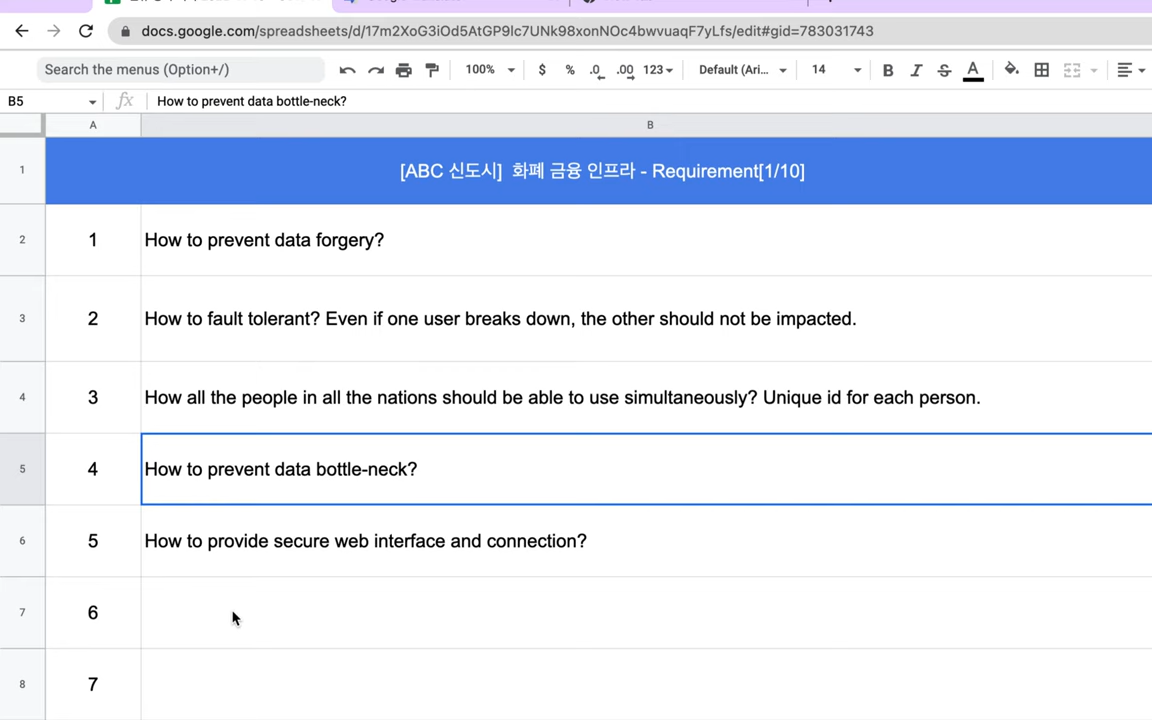 docs.google.com/spreadsheets/d/17m2XoG3iOd5AtGP9lc7UNk98xonNOc4bwvuaqF7yLfs/edit#gid=783031743
Search the menus (Option+/)
100% $ % .0 .00 123 Default (Ari... 14 B I S A
B5 fx How to prevent data bottle-neck?
A B
1 [ABC 신도시] 화폐 금융 인프라 - Requirement[1/10]
2 1 How to prevent data forgery?
3 2 How to fault tolerant? Even if one user breaks down, the other should not be impacted.
4 3 How all the people in all the nations should be able to use simultaneously? Unique id for each person.
5 4 How to prevent data bottle-neck?
6 5 How to provide secure web interface and connection?
7 6
8 7